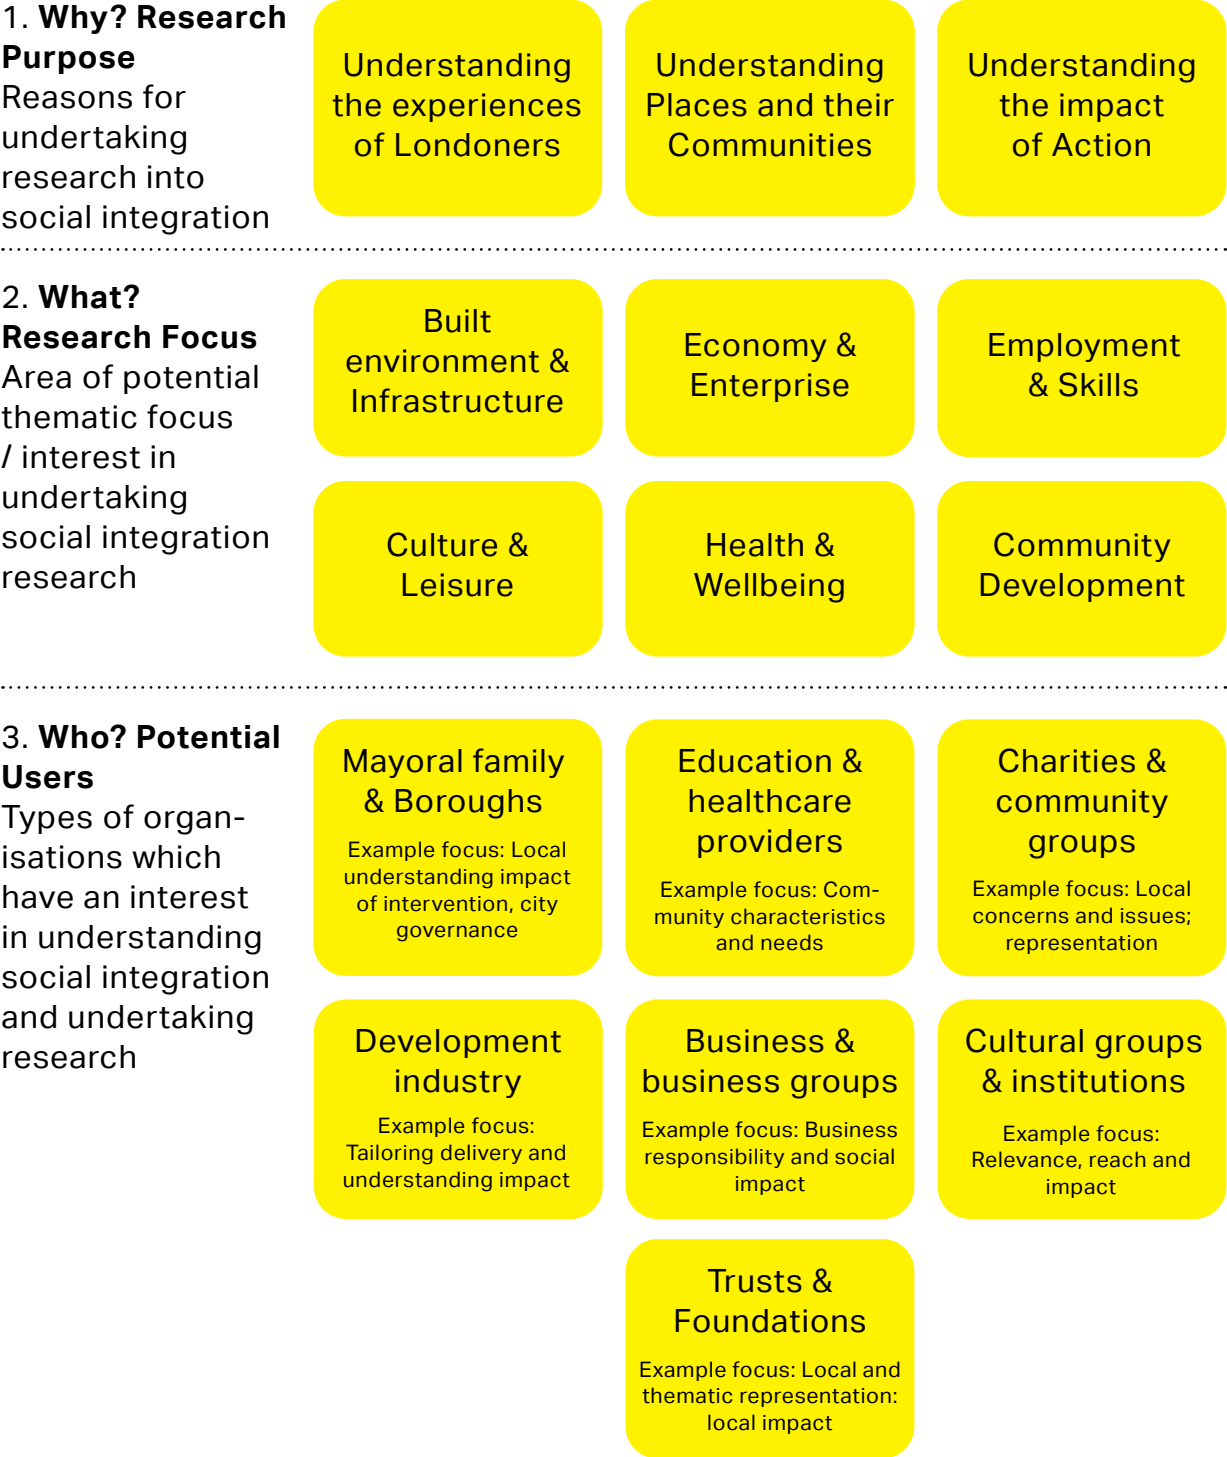 1. Why? Research
Purpose
Reasons for
undertaking
research into
social integration
Understanding
the experiences
of Londoners
Understanding
Places and their
Communities
Understanding
the impact
of Action
2. What?
Research Focus
Area of potential
thematic focus
/ interest in
undertaking
social integration
research
Built
environment &
Infrastructure
Economy &
Enterprise
Employment
& Skills
Culture &
Leisure
Health &
Wellbeing
Community
Development
3. Who? Potential
Users
Types of organ-
isations which
have an interest
in understanding
social integration
and undertaking
research
Mayoral family
& Boroughs
Example focus: Local
understanding impact
of intervention, city
governance
Education &
healthcare
providers
Example focus: Com-
munity characteristics
and needs
Charities &
community
groups
Example focus: Local
concerns and issues;
representation
Development
industry
Example focus:
Tailoring delivery and
understanding impact
Business &
business groups
Example focus: Business
responsibility and social
impact
Cultural groups
& institutions
Example focus:
Relevance, reach and
impact
Trusts &
Foundations
Example focus: Local and
thematic representation:
local impact